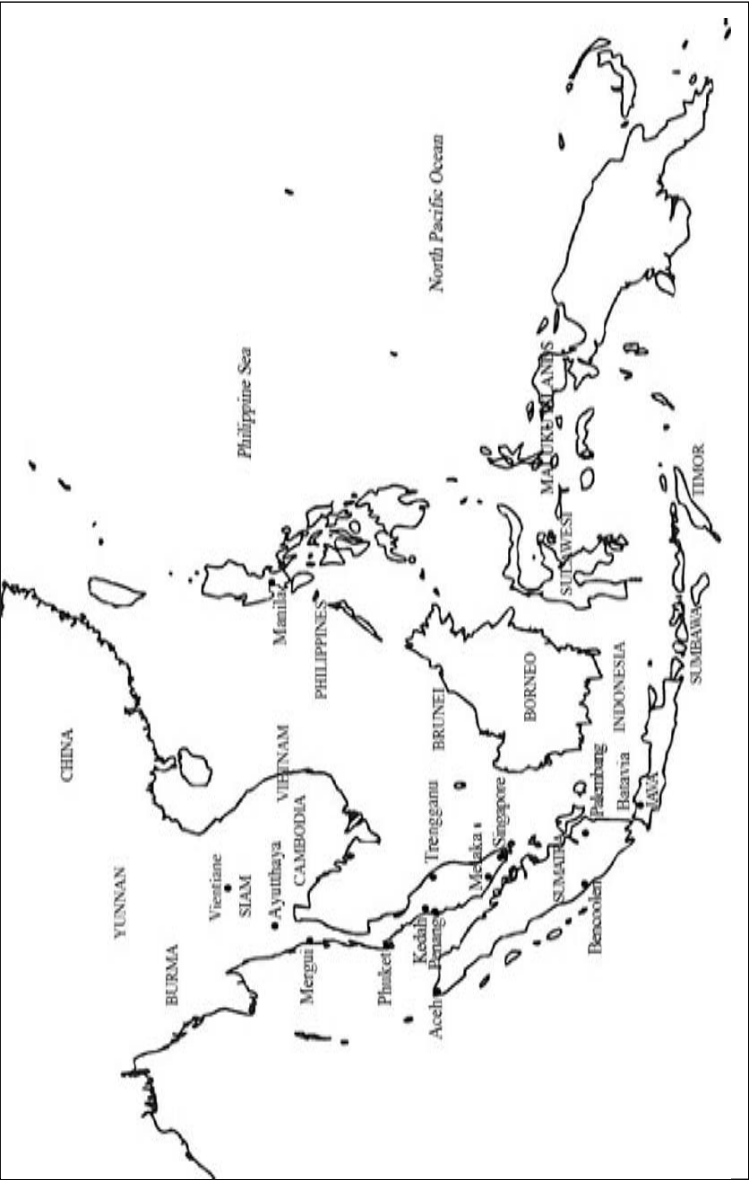 CHINA
YUNNAN
BURMA
Vientiane
SIAM
Ayutthaya
VIETNAM
CAMBODIA
Mergui
Manila
PHILIPPINES
Philippine Sea
North Pacific Ocean
Phuket
Kedah
Penang
Aceh
Trengganu
BRUNEI
Melaka
Singapore
BORNEO
SUMATRA
MALUKU ISLANDS
SULAWESI
Bencoolen
Palembang
Batavia
INDONESIA
JAVA
SUMBAWA
TIMOR